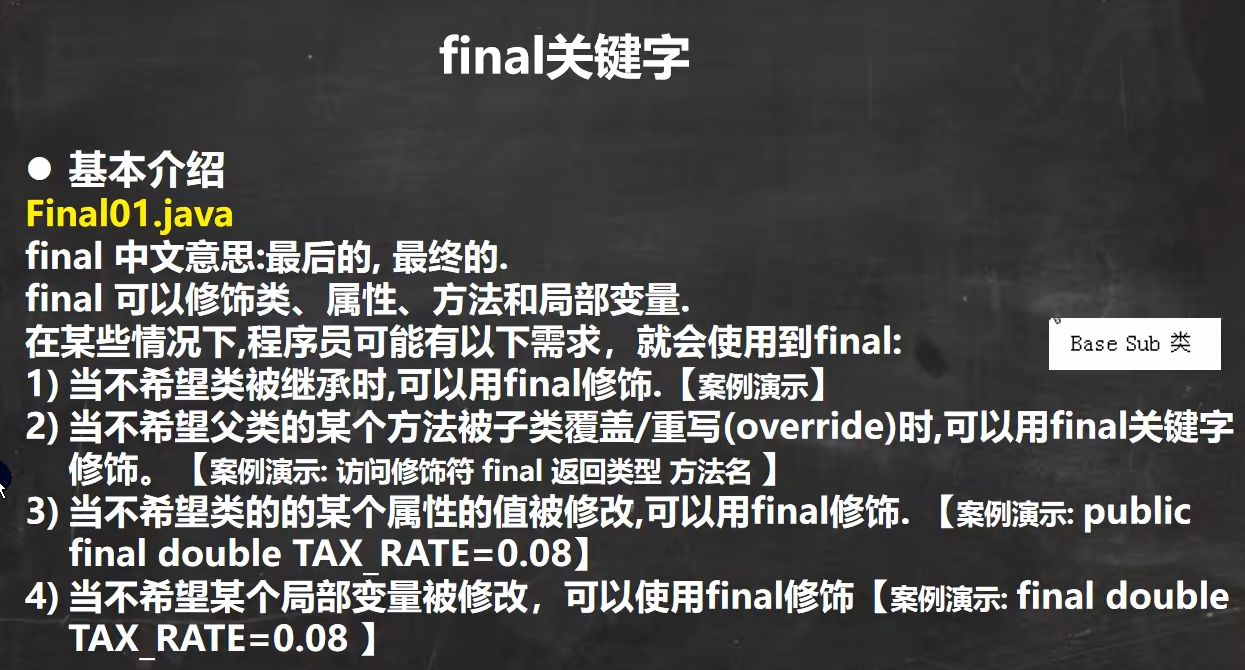 final关键字
● 基本介绍
Final01.java
final 中文意思:最后的, 最终的.
final 可以修饰类、属性、方法和局部变量.
在某些情况下,程序员可能有以下需求，就会使用到final:
Base Sub 类
1) 当不希望类被继承时,可以用final修饰.【案例演示】
2) 当不希望父类的某个方法被子类覆盖/重写(override)时,可以用final关键字
修饰。【案例演示: 访问修饰符 final 返回类型 方法名 】
3) 当不希望类的的某个属性的值被修改,可以用final修饰. 【案例演示: public
final double TAX_RATE=0.08】
4) 当不希望某个局部变量被修改，可以使用final修饰【案例演示: final double
TAX_RATE=0.08 】